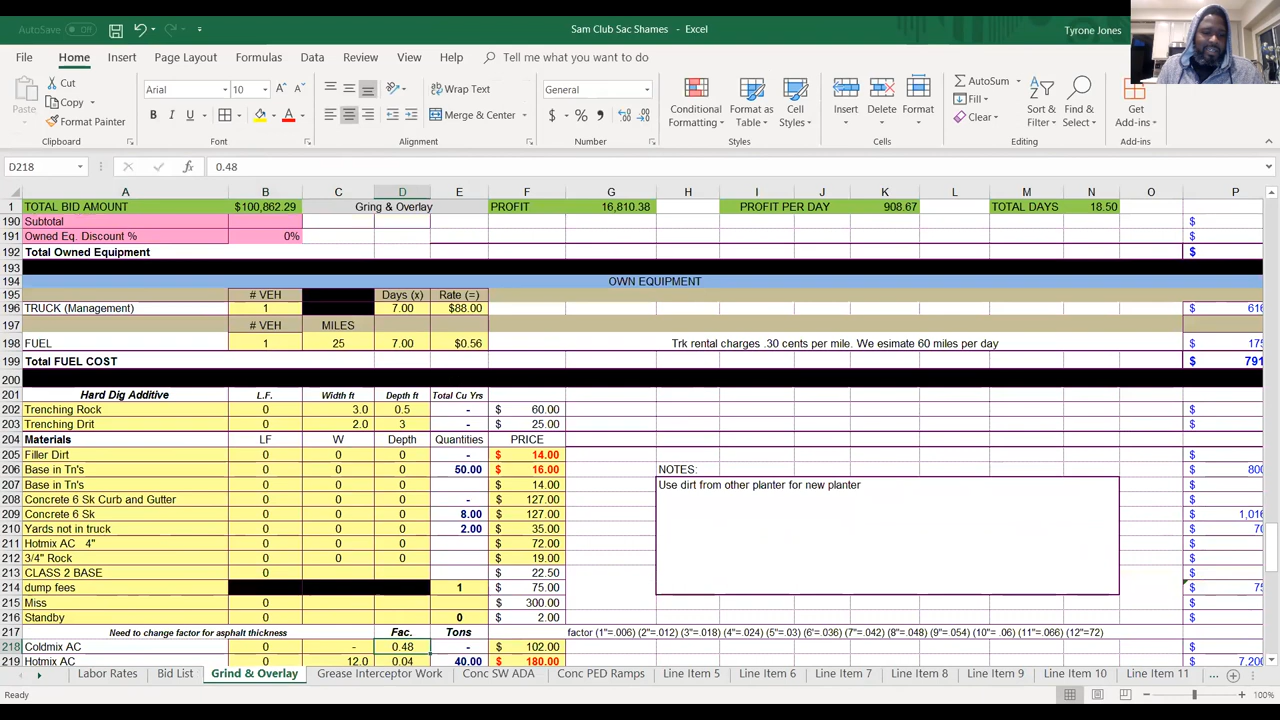 AutoSave Off Sam Club Sac Shames - Excel Tyrone Jones
File Home Insert Page Layout Formulas Data Review View Help Tell me what you want to do
Cut Arial 10 Wrap Text General AutoSum
Copy Fill
Paste Format Painter B I U Merge & Center $ % Conditional Formatting Format as Table Cell Styles Insert Delete Format Clear Sort & Filter Find & Select Get Add-ins
Clipboard Font Alignment Number Styles Cells Editing Add-ins
D218 fx 0.48
A B C D E F G H I J K L M N O P
1 TOTAL BID AMOUNT $100,862.29 Gring & Overlay PROFIT 16,810.38 PROFIT PER DAY 908.67 TOTAL DAYS 18.50
190 Subtotal $
191 Owned Eq. Discount % 0% $
192 Total Owned Equipment $
193
194 OWN EQUIPMENT
195 # VEH Days (x) Rate (=)
196 TRUCK (Management) 1 7.00 $88.00 $ 616
197 # VEH MILES
198 FUEL 1 25 7.00 $0.56 Trk rental charges .30 cents per mile. We esimate 60 miles per day $ 175
199 Total FUEL COST $ 791
200
201 Hard Dig Additive L.F. Width ft Depth ft Total Cu Yrs
202 Trenching Rock 0 3.0 0.5 - $ 60.00 $
203 Trenching Drit 0 2.0 3 - $ 25.00 $
204 Materials LF W Depth Quantities PRICE
205 Filler Dirt 0 0 0 - $ 14.00 $
206 Base in Tn's 0 0 0 50.00 $ 16.00 NOTES: $ 800
207 Base in Tn's 0 0 0 $ 14.00 Use dirt from other planter for new planter $
208 Concrete 6 Sk Curb and Gutter 0 0 0 - $ 127.00 $
209 Concrete 6 Sk 0 0 0 8.00 $ 127.00 $ 1,016
210 Yards not in truck 0 0 0 2.00 $ 35.00 $ 70
211 Hotmix AC 4" 0 0 0 $ 72.00 $
212 3/4" Rock 0 0 0 $ 19.00 $
213 CLASS 2 BASE 0 $ 22.50 $
214 dump fees 1 $ 75.00 $ 75
215 Miss 0 $ 300.00 $
216 Standby 0 0 $ 2.00 $
217 Need to change factor for asphalt thickness Fac. Tons factor (1"=.006) (2"=.012) (3"=.018) (4"=.024) (5"=.03) (6'=.036) (7"=.042) (8"=.048) (9"=.054) (10"= .06) (11"=.066) (12"=72)
218 Coldmix AC 0 - 0.48 - $ 102.00 $
219 Hotmix AC 12.0 0.04 40.00 $ 180.00 $ 7,200
Labor Rates Bid List Grind & Overlay Grease Interceptor Work Conc SW ADA Conc PED Ramps Line Item 5 Line Item 6 Line Item 7 Line Item 8 Line Item 9 Line Item 10 Line Item 11 ...
Ready 100%